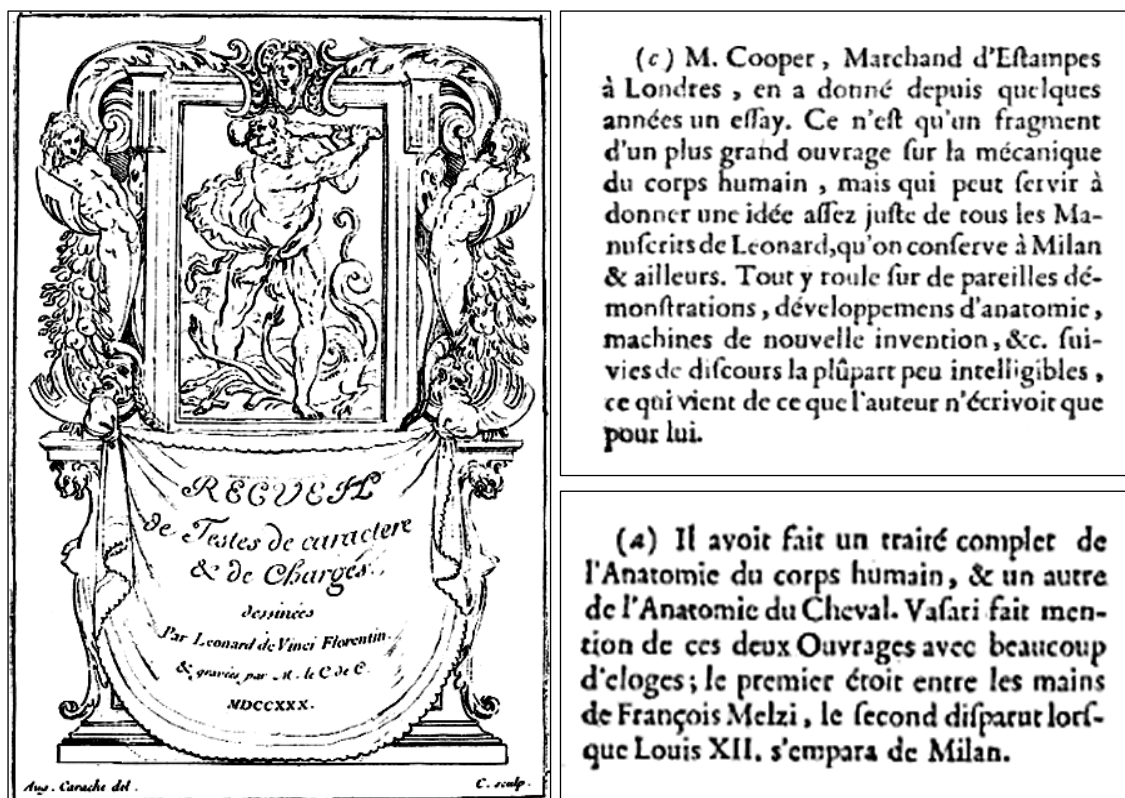 RECUEIL
de Testes de caractere
& de Charges.
dessinées
Par Leonard de Vinci Florentin.
& gravées par M. le C. de C.
MDCCXXX.
Aug. Carache del.
C. sculp.
(c) M. Cooper, Marchand d'Eſtampes
à Londres, en a donné depuis quelques
années un eſſay. Ce n'eſt qu'un fragment
d'un plus grand ouvrage ſur la mécanique
du corps humain, mais qui peut ſervir à
donner une idée aſſez juſte de tous les Ma-
nuſcrits de Leonard, qu'on conſerve à Milan
& ailleurs. Tout y roule ſur de pareilles dé-
monſtrations, développemens d'anatomie,
machines de nouvelle invention, &c. ſui-
vies de diſcours la plûpart peu intelligibles,
ce qui vient de ce que l'auteur n'écrivoit que
pour lui.
(a) Il avoit fait un traité complet de
l'Anatomie du corps humain, & un autre
de l'Anatomie du Cheval. Vaſari fait men-
tion de ces deux Ouvrages avec beaucoup
d'eloges; le premier étoit entre les mains
de François Melzi, le ſecond diſparut lorſ-
que Louis XII. s'empara de Milan.